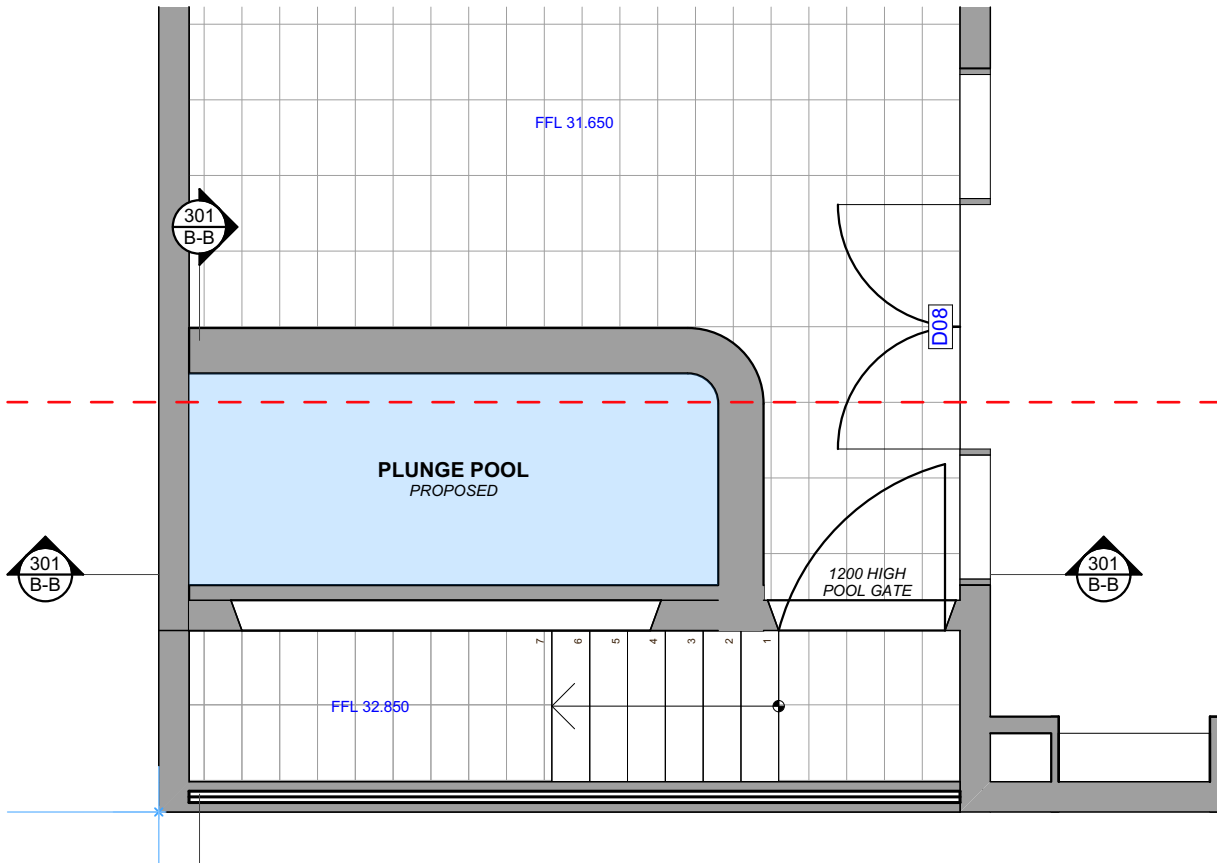 FFL 31.650
301
B-B
D08
PLUNGE POOL
PROPOSED
301
B-B
1200 HIGH
POOL GATE
301
B-B
7 6 5 4 3 2 1
FFL 32.850